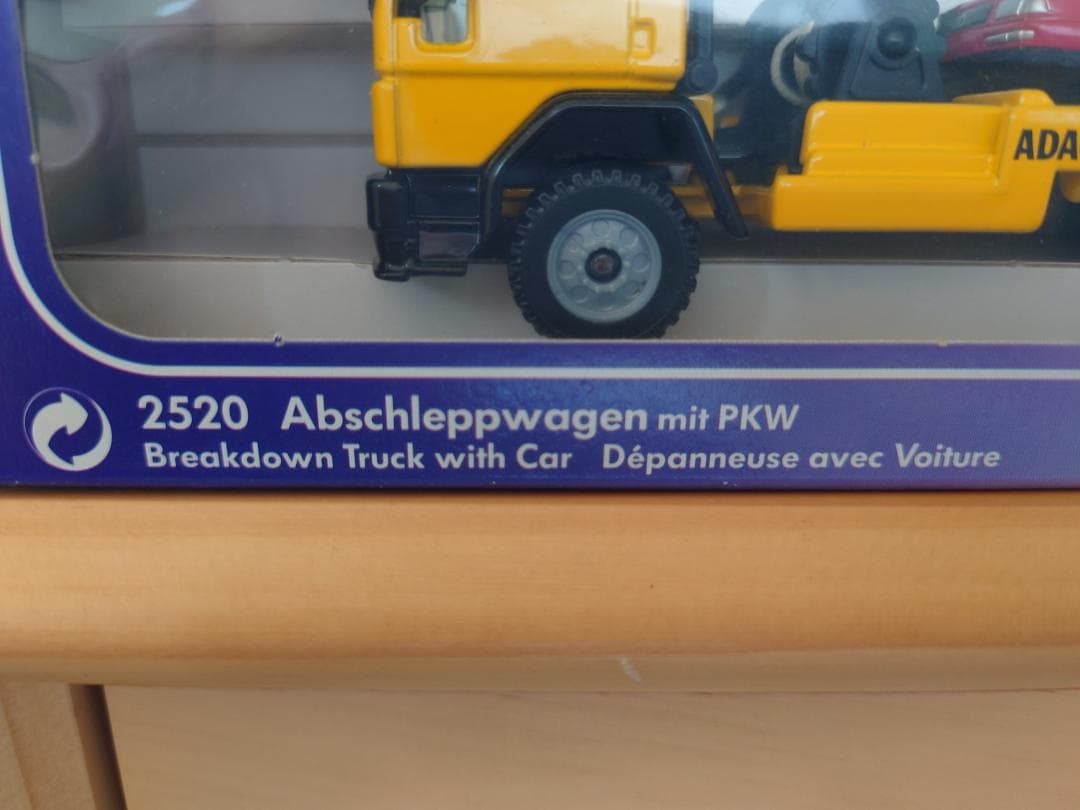 ADA
2520 Abschleppwagen mit PKW
Breakdown Truck with Car Dépanneuse avec Voiture